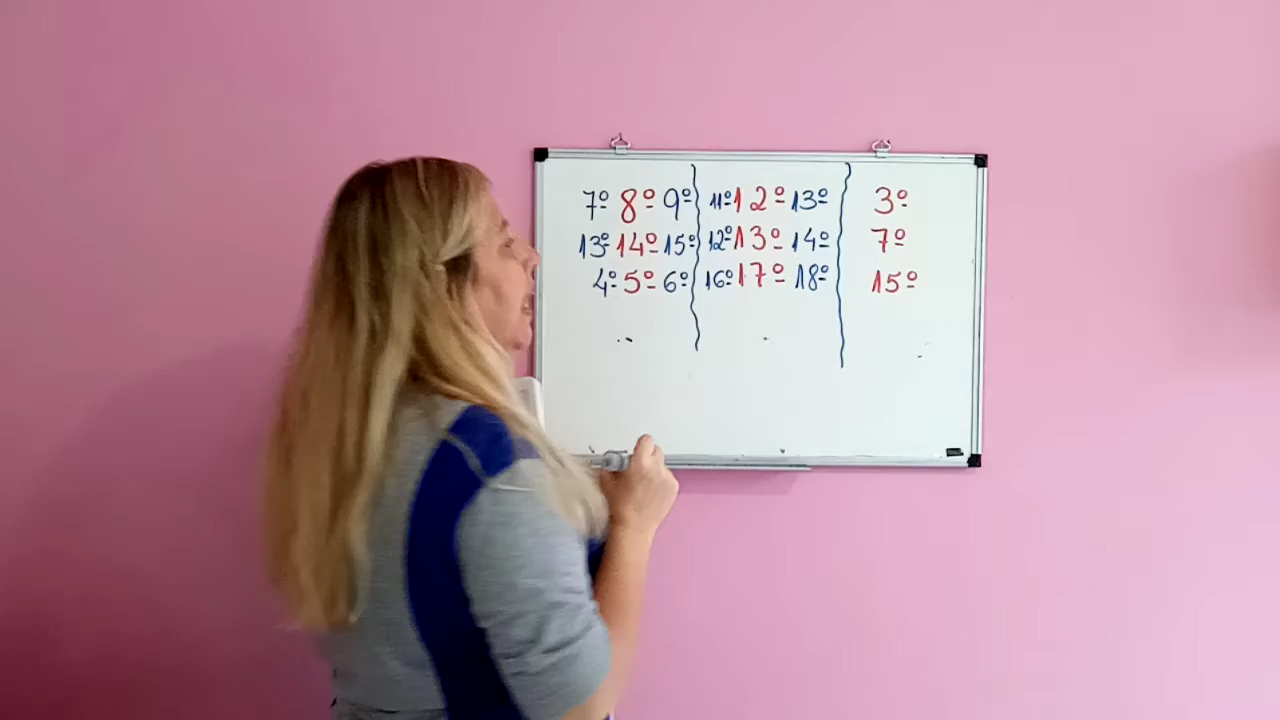 7º 8º 9º 11º 12º 13º 3º
13º 14º 15º 12º 13º 14º 7º
4º 5º 6º 16º 17º 18º 15º